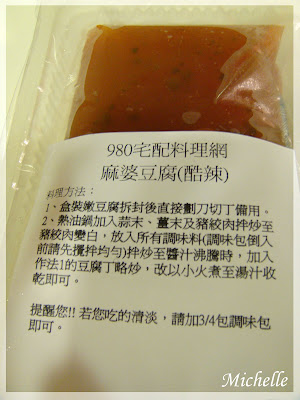 980宅配料理網
麻婆豆腐(酷辣)
料理方法：
1、盒裝嫩豆腐拆封後直接劃刀切丁備用。
2、熱油鍋加入蒜末、薑末及豬絞肉拌炒至
豬絞肉變白，放入所有調味料(調味包倒入
前請先攪拌均勻)拌炒至醬汁沸騰時，加入
作法1的豆腐丁略炒，改以小火煮至湯汁收
乾即可。
提醒您!! 若您吃的清淡，請加3/4包調味包
即可。
Michelle